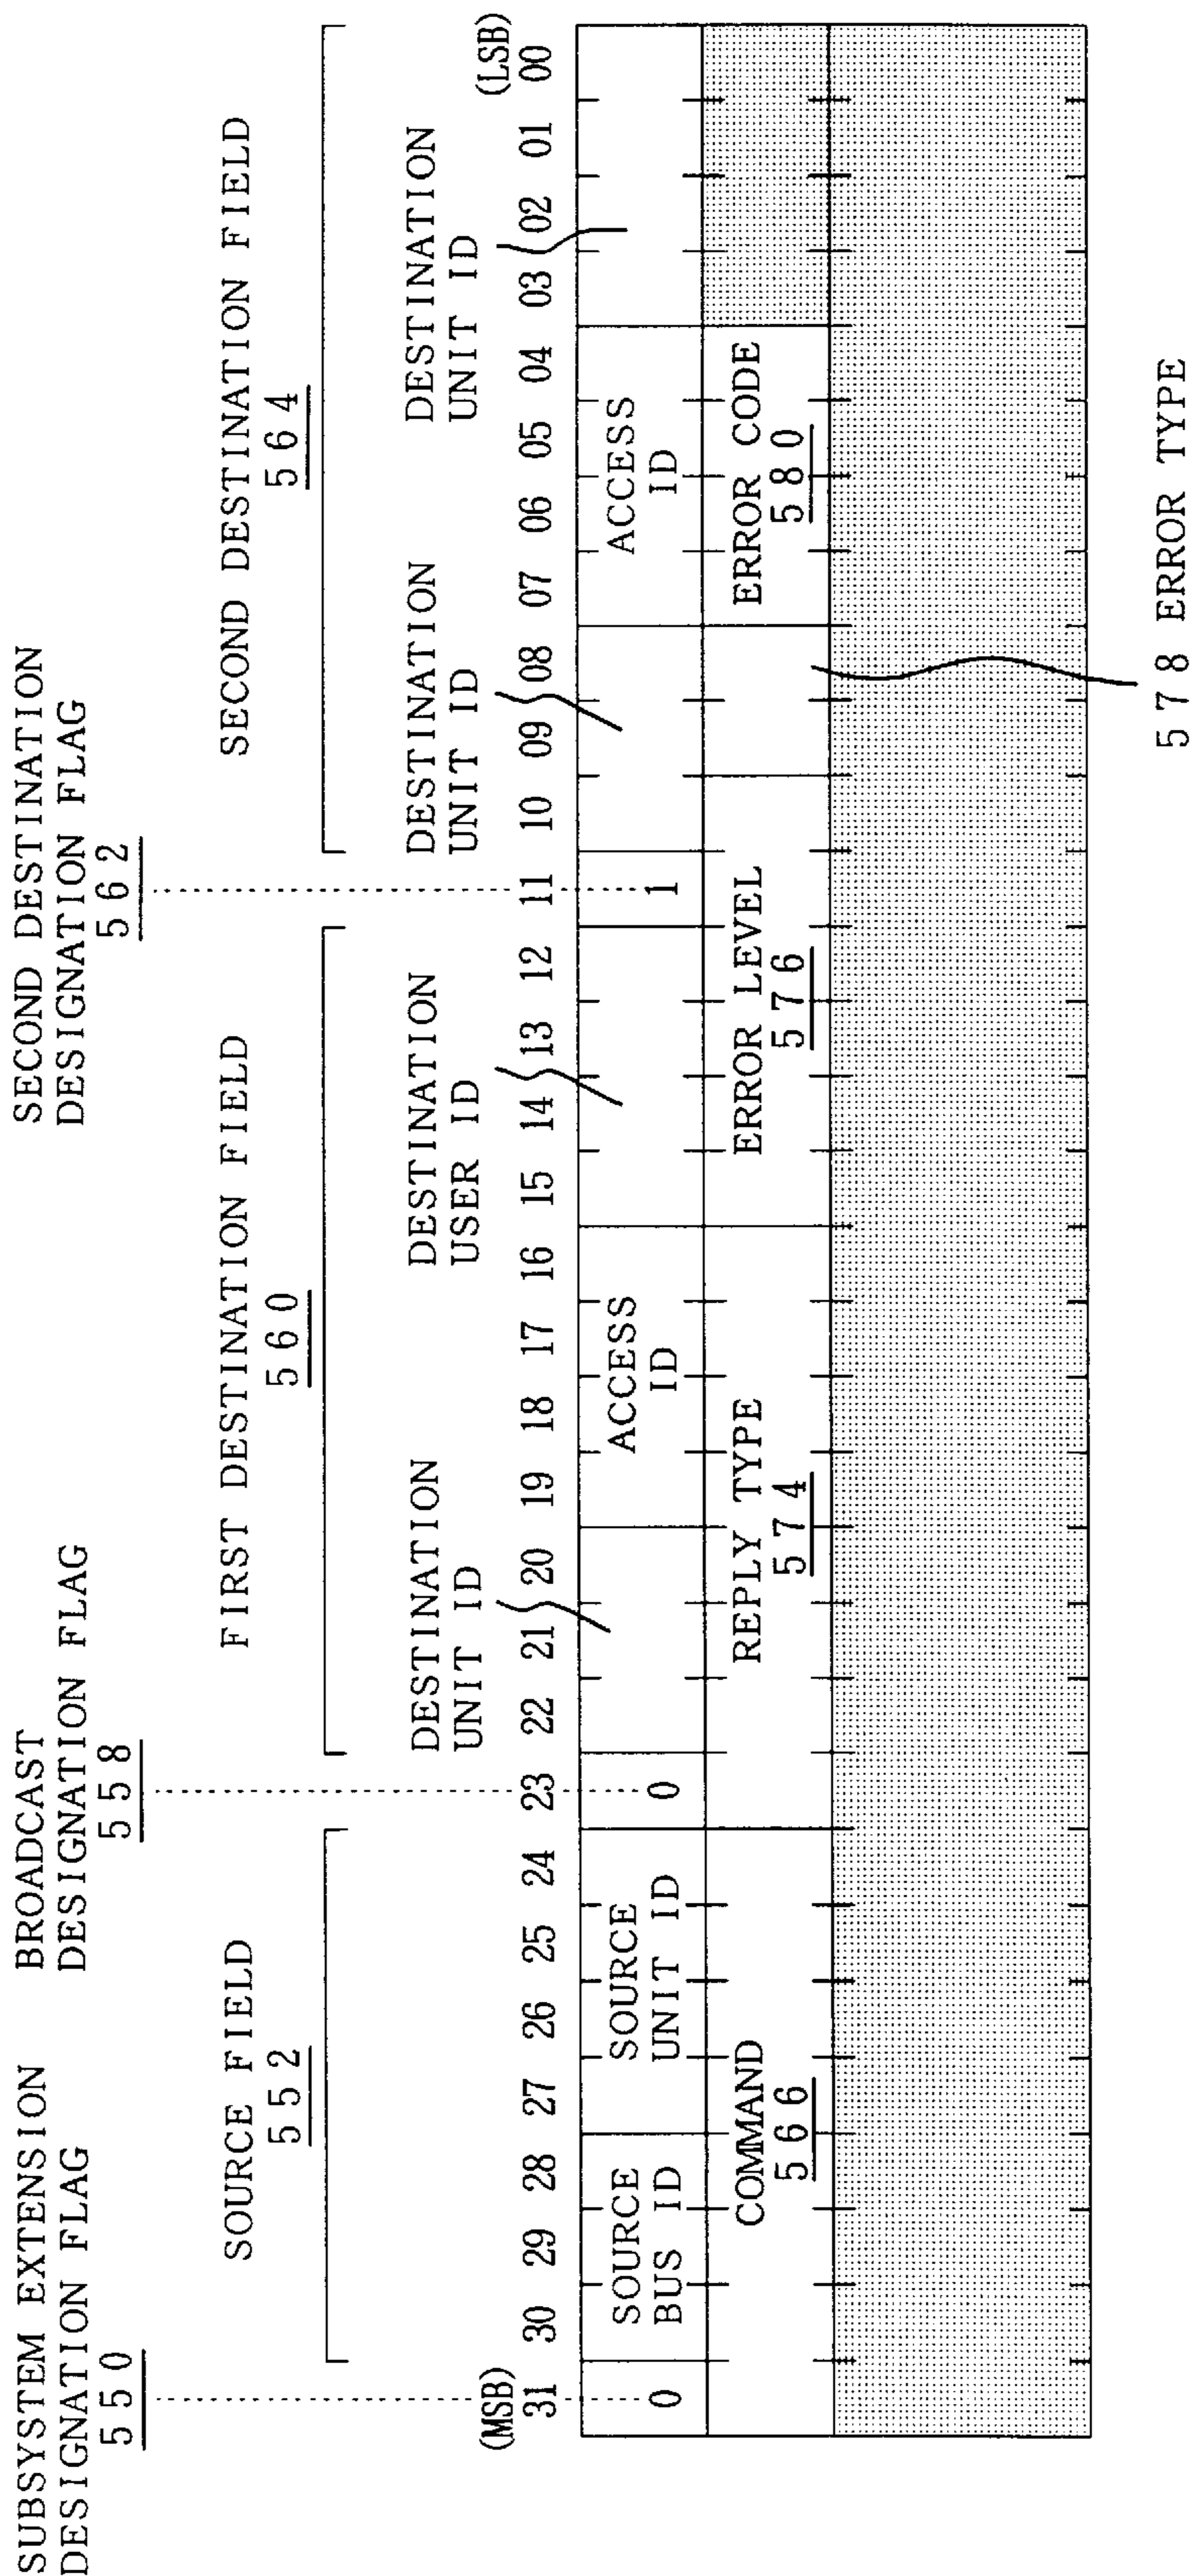 SUBSYSTEM EXTENSION
DESIGNATION FLAG
550
BROADCAST
DESIGNATION FLAG
558
SECOND DESTINATION
DESIGNATION FLAG
562
SOURCE FIELD
552
FIRST DESTINATION FIELD
560
SECOND DESTINATION FIELD
564
DESTINATION
UNIT ID
DESTINATION
USER ID
DESTINATION
UNIT ID
DESTINATION
UNIT ID
(MSB) (LSB)
31 30 29 28 27 26 25 24 23 22 21 20 19 18 17 16 15 14 13 12 11 10 09 08 07 06 05 04 03 02 01 00
0
SOURCE
BUS ID
SOURCE
UNIT ID
0
ACCESS
ID
1
ACCESS
ID
COMMAND
566
REPLY TYPE
574
ERROR LEVEL
576
ERROR CODE
580
578 ERROR TYPE